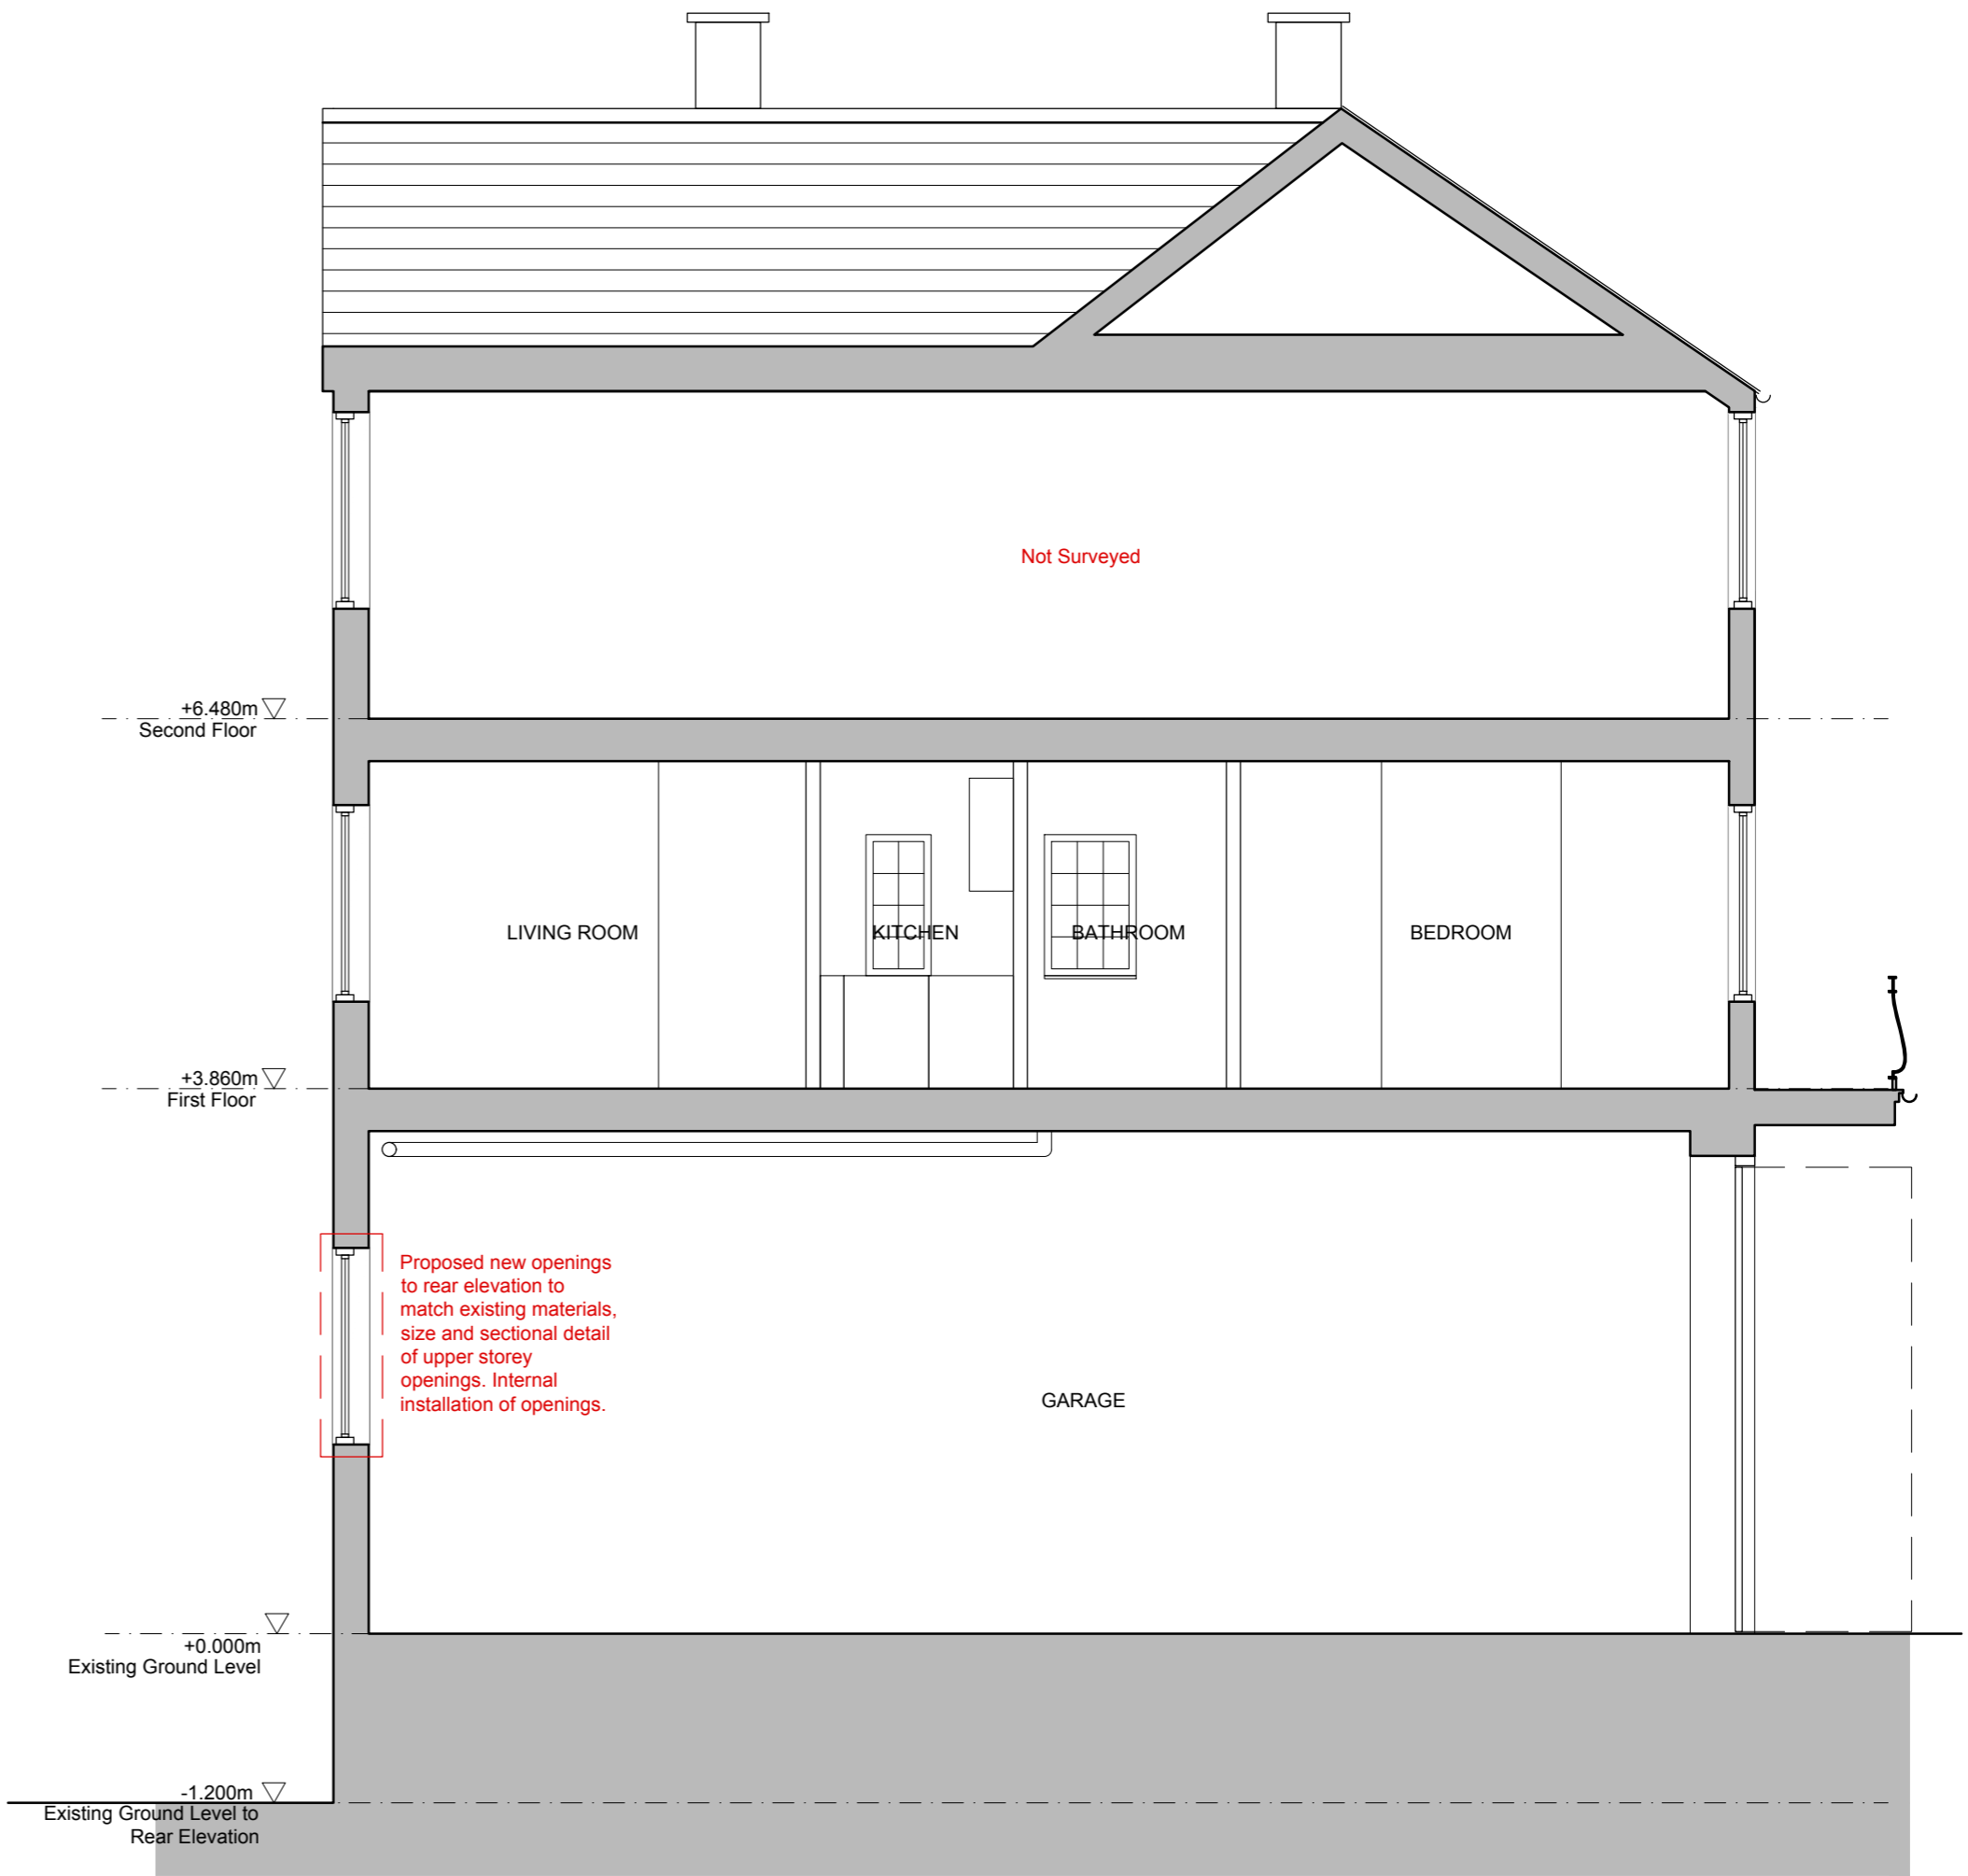 Not Surveyed
+6.480m
Second Floor
LIVING ROOM
KITCHEN
BATHROOM
BEDROOM
+3.860m
First Floor
Proposed new openings
to rear elevation to
match existing materials,
size and sectional detail
of upper storey
openings. Internal
installation of openings.
GARAGE
+0.000m
Existing Ground Level
-1.200m
Existing Ground Level to
Rear Elevation